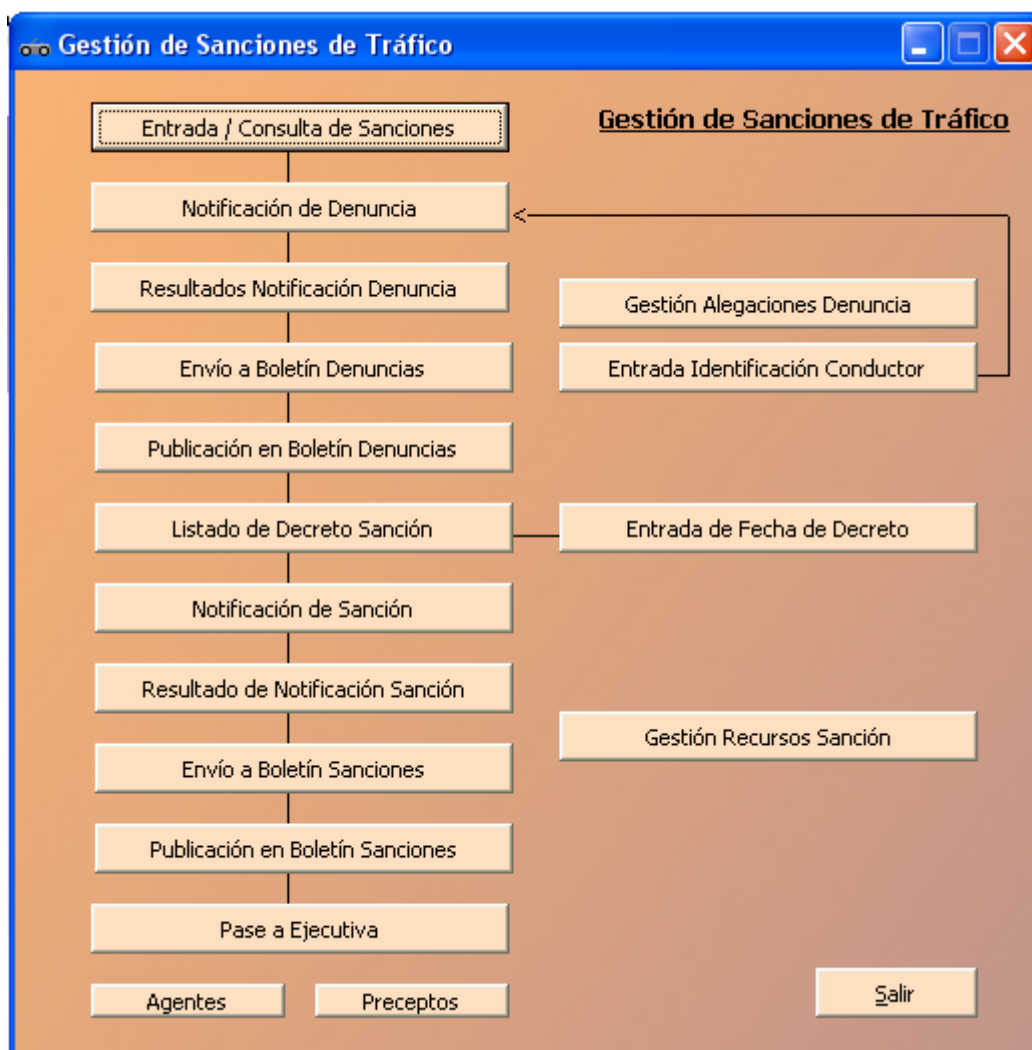 Gestión de Sanciones de Tráfico
Entrada / Consulta de Sanciones
Gestión de Sanciones de Tráfico
Notificación de Denuncia
Resultados Notificación Denuncia
Gestión Alegaciones Denuncia
Envío a Boletín Denuncias
Entrada Identificación Conductor
Publicación en Boletín Denuncias
Listado de Decreto Sanción
Entrada de Fecha de Decreto
Notificación de Sanción
Resultado de Notificación Sanción
Gestión Recursos Sanción
Envío a Boletín Sanciones
Publicación en Boletín Sanciones
Pase a Ejecutiva
Agentes
Preceptos
Salir